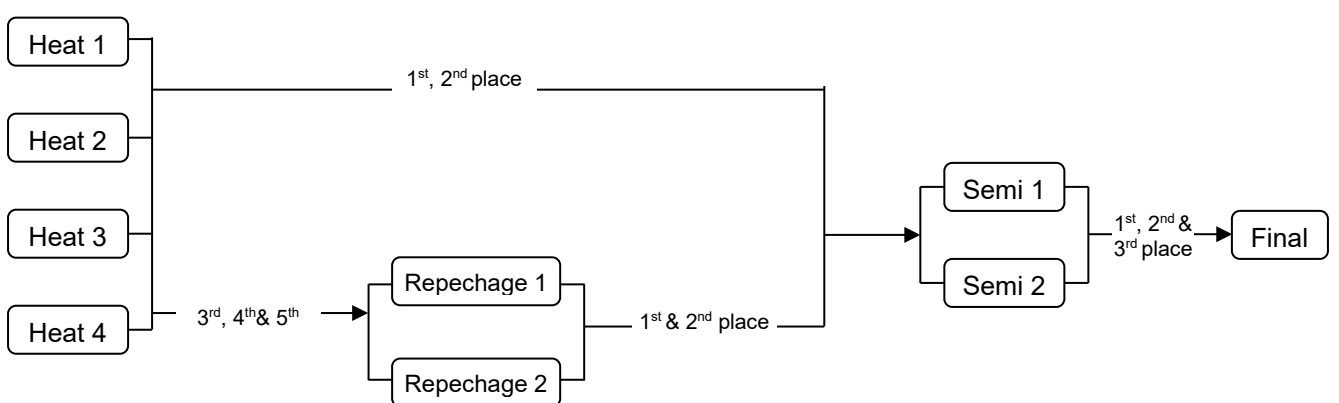 Heat 1
1st, 2nd place
Heat 2
Semi 1
Heat 3
1st, 2nd &
3rd place
Final
Repechage 1
Semi 2
Heat 4
3rd, 4th& 5th
1st & 2nd place
Repechage 2